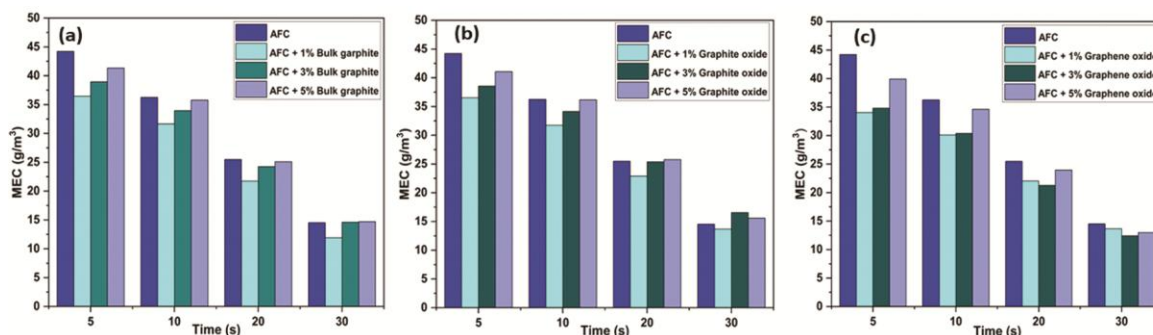 (a)
AFC
AFC + 1% Bulk garphite
AFC + 3% Bulk graphite
AFC + 5% Bulk graphite
MEC (g/m³)
50
45
40
35
30
25
20
15
10
5
0
5 10 20 30
Time (s)
(b)
AFC
AFC + 1% Graphite oxide
AFC + 3% Graphite oxide
AFC + 5% Graphite oxide
MEC (g/m³)
50
45
40
35
30
25
20
15
10
5
0
5 10 20 30
Time (s)
(c)
AFC
AFC + 1% Graphene oxide
AFC + 3% Graphene oxide
AFC + 5% Graphene oxide
MEC (g/m³)
50
45
40
35
30
25
20
15
10
5
0
5 10 20 30
Time (s)